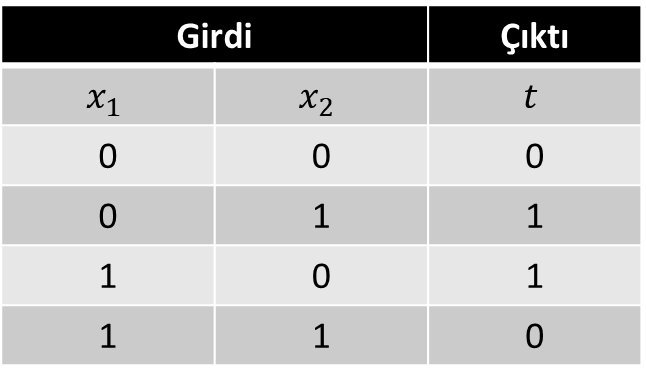 Girdi Çıktı
x₁ x₂ t
0 0 0
0 1 1
1 0 1
1 1 0